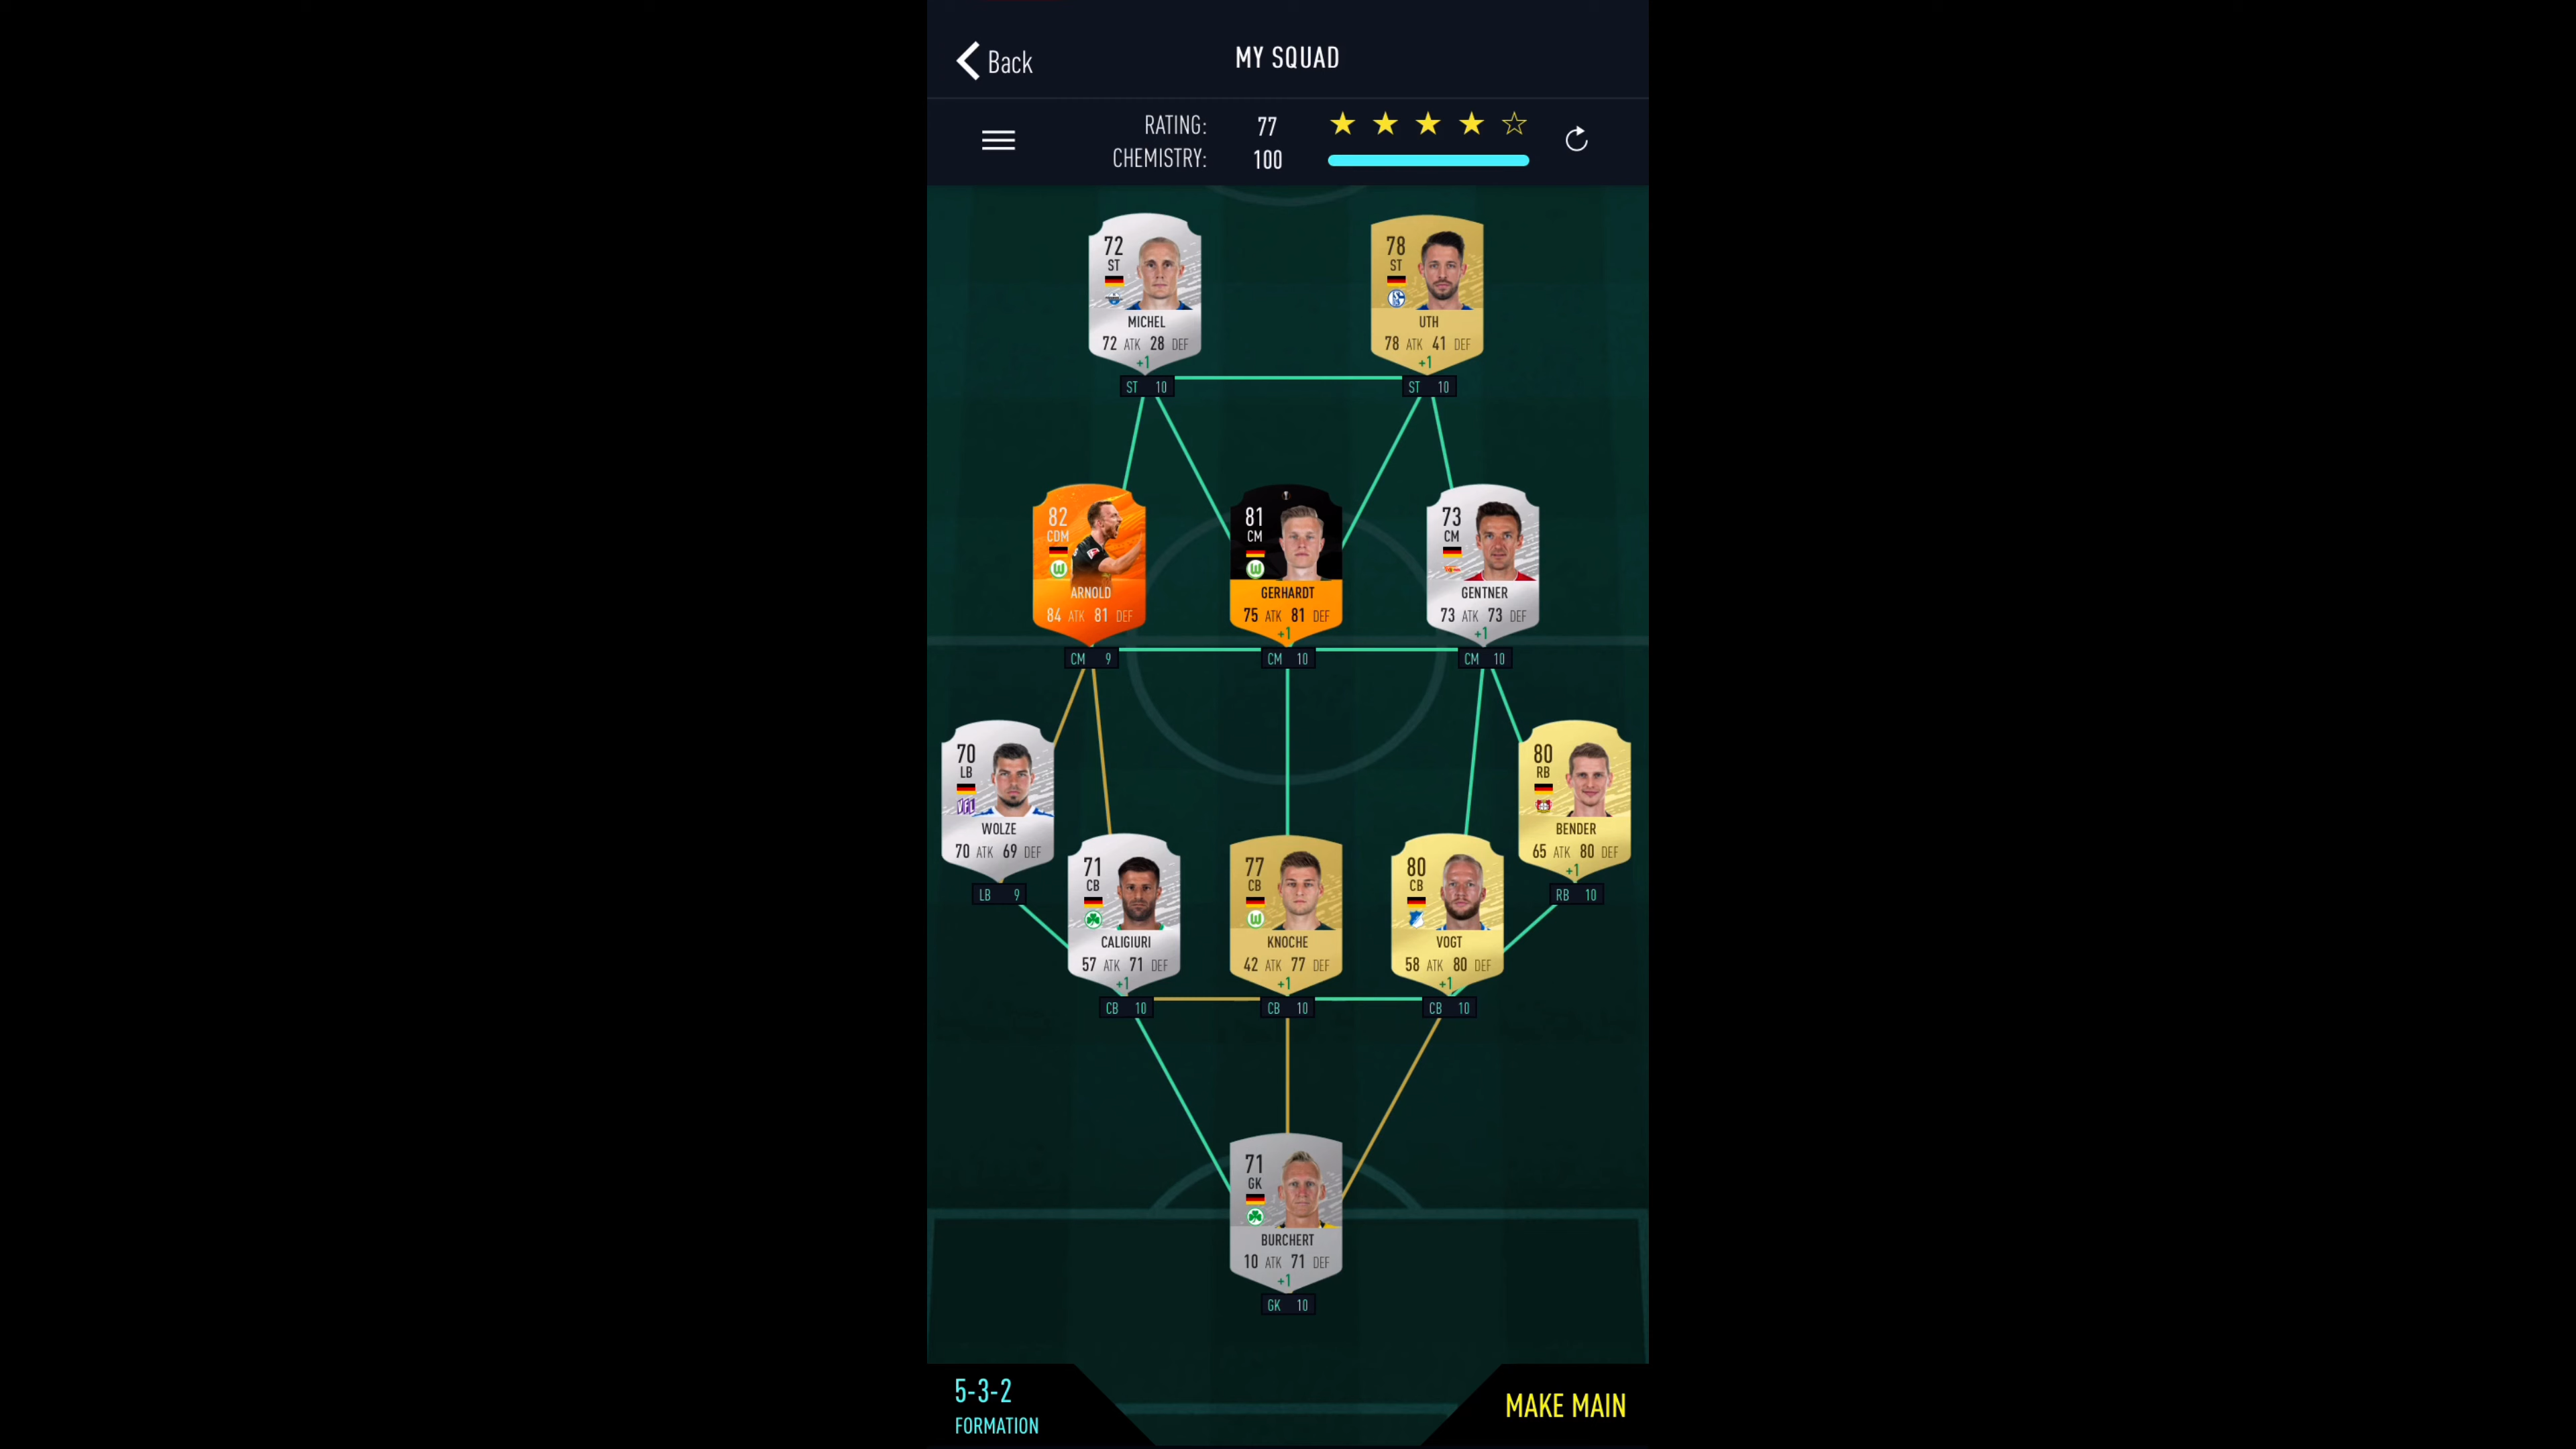 Back
MY SQUAD
RATING: 77
CHEMISTRY: 100
72
ST
MICHEL
72 ATK 28 DEF
+1
ST 10
78
ST
UTH
78 ATK 41 DEF
+1
ST 10
82
CDM
ARNOLD
84 ATK 81 DEF
CM 9
81
CM
GERHARDT
75 ATK 81 DEF
+1
CM 10
73
CM
GENTNER
73 ATK 73 DEF
+1
CM 10
70
LB
VFL
WOLZE
70 ATK 69 DEF
LB 9
80
RB
BENDER
65 ATK 80 DEF
+1
RB 10
71
CB
CALIGIURI
57 ATK 71 DEF
+1
CB 10
77
CB
KNOCHE
42 ATK 77 DEF
+1
CB 10
80
CB
VOGT
58 ATK 80 DEF
+1
CB 10
71
GK
BURCHERT
10 ATK 71 DEF
+1
GK 10
5-3-2
FORMATION
MAKE MAIN